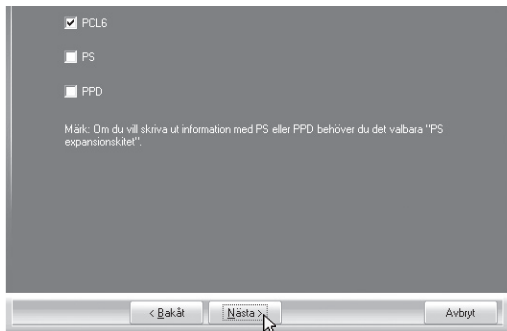 PCL6
PS
PPD
Märk: Om du vill skriva ut information med PS eller PPD behöver du det valbara "PS
expansionskitet".
< Bakåt
Nästa >
Avbryt